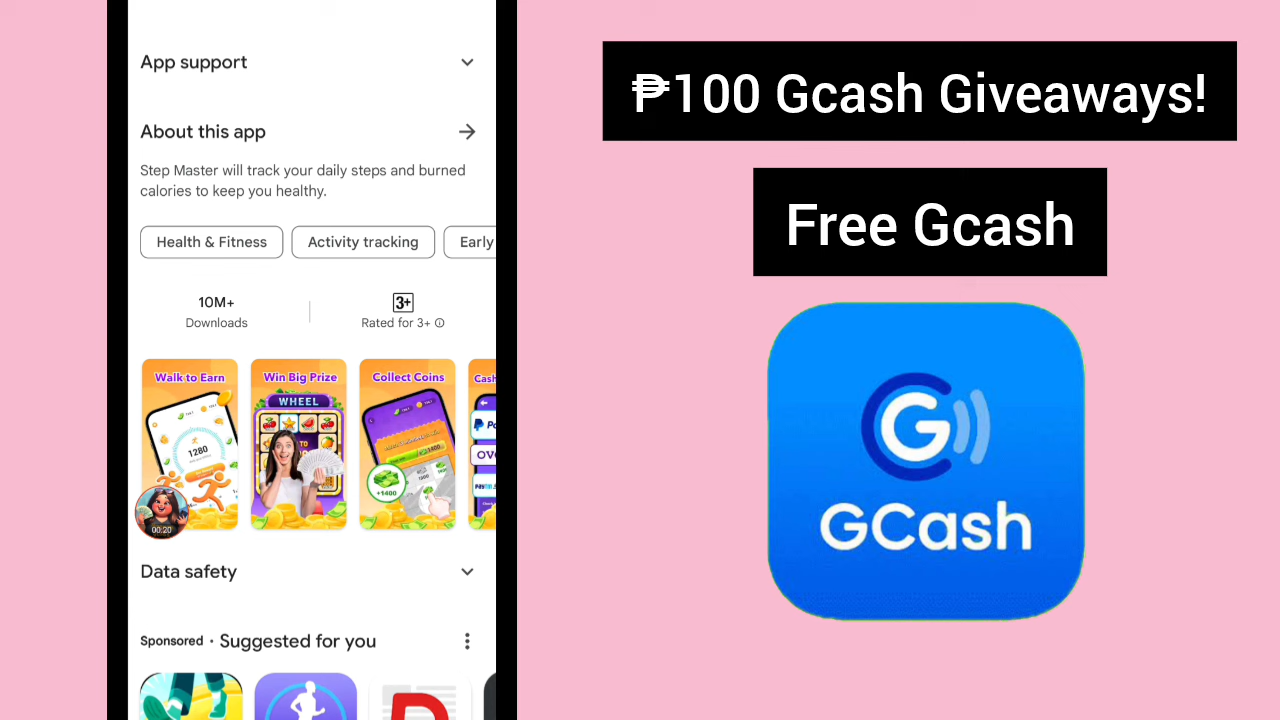 App support
About this app
Step Master will track your daily steps and burned
calories to keep you healthy.
Health & Fitness
Activity tracking
Early
10M+
Downloads
3+
Rated for 3+
Walk to Earn
1280
00:20
Win Big Prize
WHEEL
Collect Coins
+1400
Cash
OVO
Data safety
Sponsored • Suggested for you
₱100 Gcash Giveaways!
Free Gcash
G
GCash